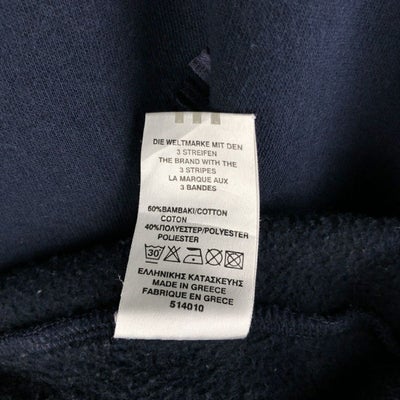 DIE WELTMARKE MIT DEN
3 STREIFEN
THE BRAND WITH THE
3 STRIPES
LA MARQUE AUX
3 BANDES
60%ΒΑΜΒΑΚΙ/COTTON
COTON
40%ΠΟΛΥΕΣΤΕΡ/POLYESTER
POLIESTER
30°
ΕΛΛΗΝΙΚΗΣ ΚΑΤΑΣΚΕΥΗΣ
MADE IN GREECE
FABRIQUE EN GRECE
514010